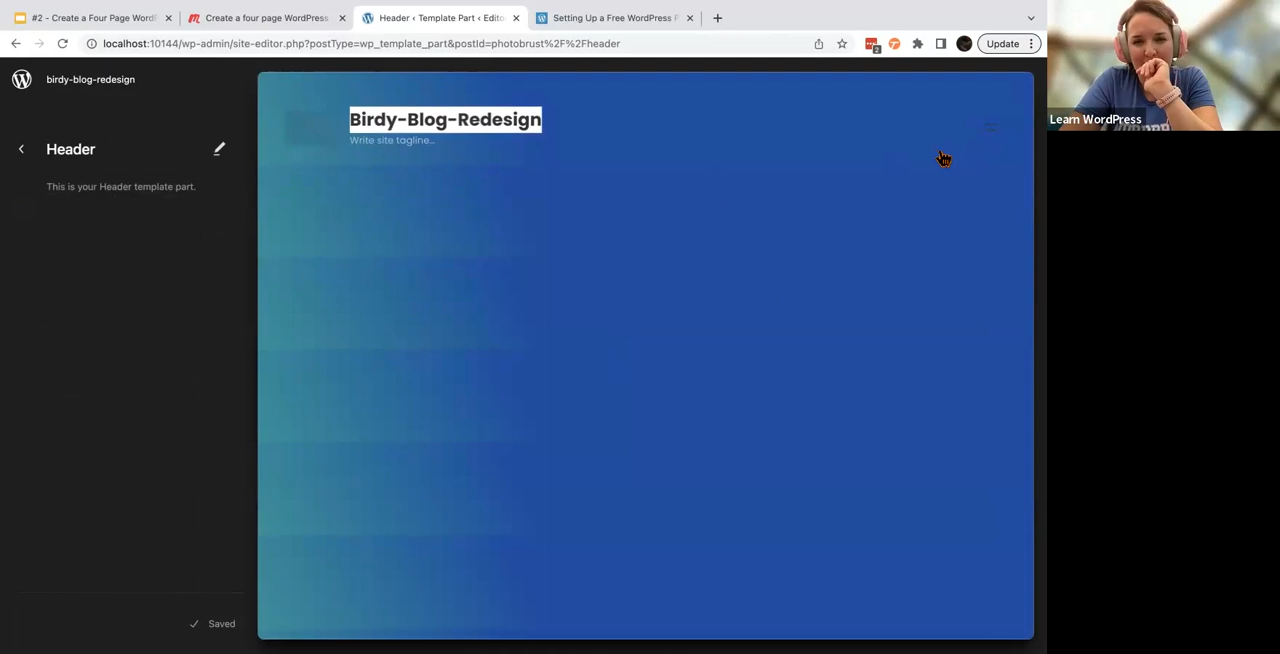 #2 - Create a Four Page WordP
Create a four page WordPress
Header ‹ Template Part ‹ Edito
Setting Up a Free WordPress P
localhost:10144/wp-admin/site-editor.php?postType=wp_template_part&postId=photobrust%2F%2Fheader
2
Update
birdy-blog-redesign
Header
This is your Header template part.
Saved
Birdy-Blog-Redesign
Write site tagline...
Learn WordPress